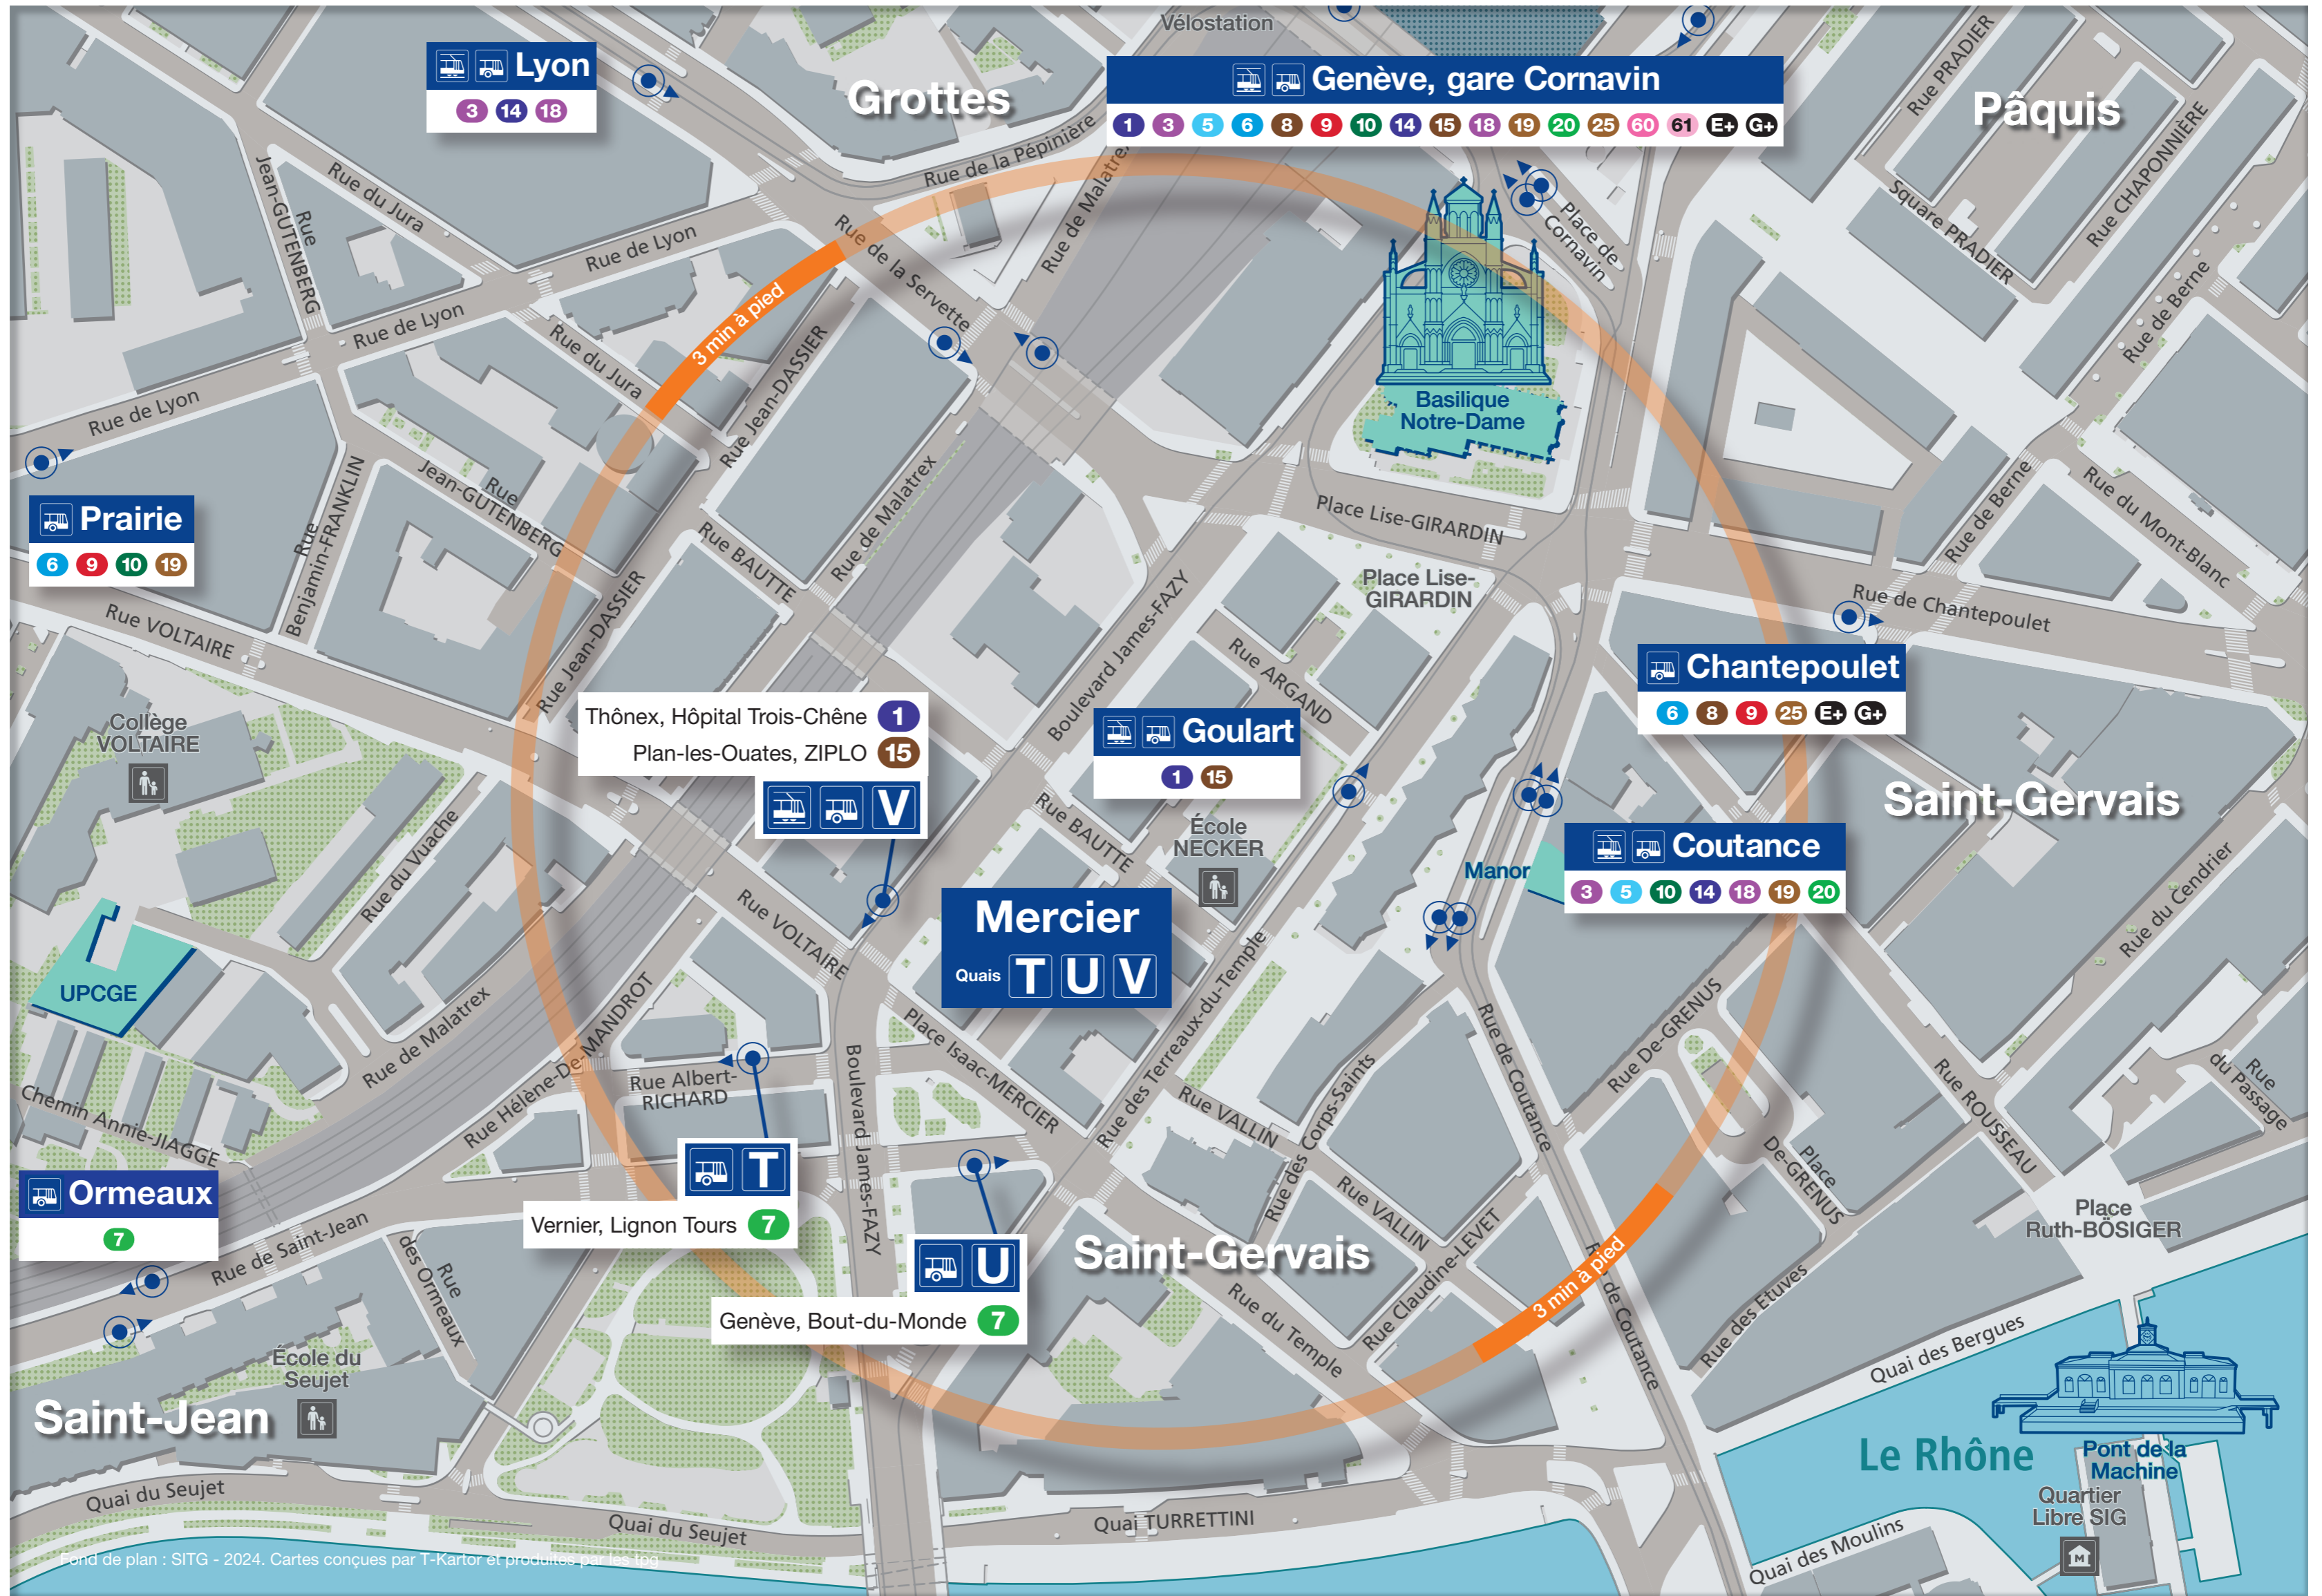 Vélostation
Lyon
3 14 18
Grottes
Genève, gare Cornavin
1 3 5 6 8 9 10 14 15 18 19 20 25 60 61 E+ G+
Pâquis
Rue PRADIER
Rue CHAPONNIÈRE
Square PRADIER
Rue de Berne
Rue de la Pépinière
Rue de Malatrex
Place de
Cornavin
Rue
Jean-GUTENBERG
Rue du Jura
Rue de Lyon
Rue de la Servette
3 min à pied
Rue de Lyon
Rue du Jura
Rue Jean-DASSIER
Basilique
Notre-Dame
Rue de Lyon
Prairie
6 9 10 19
Rue
Benjamin-FRANKLIN
Rue
Jean-GUTENBERG
Rue BAUTTE
Rue de Malatrex
Place Lise-GIRARDIN
Rue de Berne
Rue du Mont-Blanc
Place Lise-
GIRARDIN
Rue de Chantepoulet
Rue VOLTAIRE
Rue Jean-DASSIER
Boulevard James-FAZY
Rue ARGAND
Chantepoulet
6 8 9 25 E+ G+
Collège
VOLTAIRE
Thônex, Hôpital Trois-Chêne 1
Plan-les-Ouates, ZIPLO 15
V
Goulart
1 15
Saint-Gervais
Rue du Vuache
Rue BAUTTE
École
NECKER
Manor
Coutance
3 5 10 14 18 19 20
Rue du Cendrier
Rue VOLTAIRE
Mercier
Quais T U V
UPCGE
Rue de Malatrex
Rue Hélène-De-MANDROT
Place Isaac-MERCIER
Rue des Terreaux-du-Temple
Rue de Coutance
Rue De-GRENUS
Rue Albert-
RICHARD
Boulevard James-FAZY
Rue VALLIN
Rue des Corps-Saints
Rue ROUSSEAU
Rue
du Passage
Chemin Annie-JIAGGE
Place
De-GRENUS
Ormeaux
7
T
Vernier, Lignon Tours 7
Rue VALLIN
Place
Ruth-BÖSIGER
Rue de Saint-Jean
Rue
des Ormeaux
U
Genève, Bout-du-Monde 7
Saint-Gervais
Rue Claudine-LEVET
3 min à pied
Rue de Coutance
Rue des Etuves
Rue du Temple
Quai des Bergues
École du
Seujet
Saint-Jean
Le Rhône
Pont de la
Machine
Quai du Seujet
Quartier
Libre SIG
M
Quai du Seujet
Quai TURRETTINI
Quai des Moulins
Fond de plan : SITG - 2024. Cartes conçues par T-Kartor et produites par les tpg